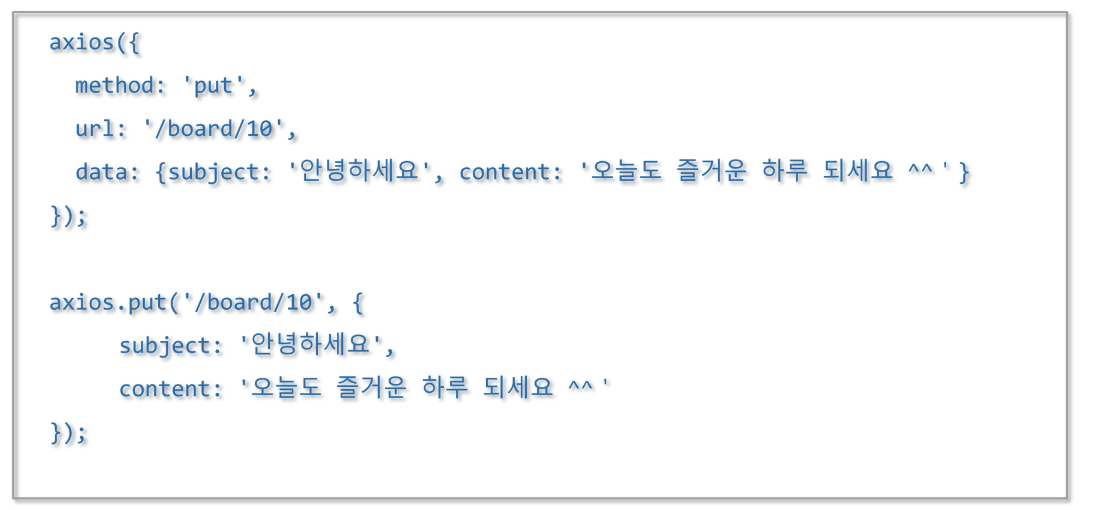 axios({
method: 'put',
url: '/board/10',
data: {subject: '안녕하세요', content: '오늘도 즐거운 하루 되세요 ^^ ' }
});
axios.put('/board/10', {
subject: '안녕하세요',
content: '오늘도 즐거운 하루 되세요 ^^ '
});